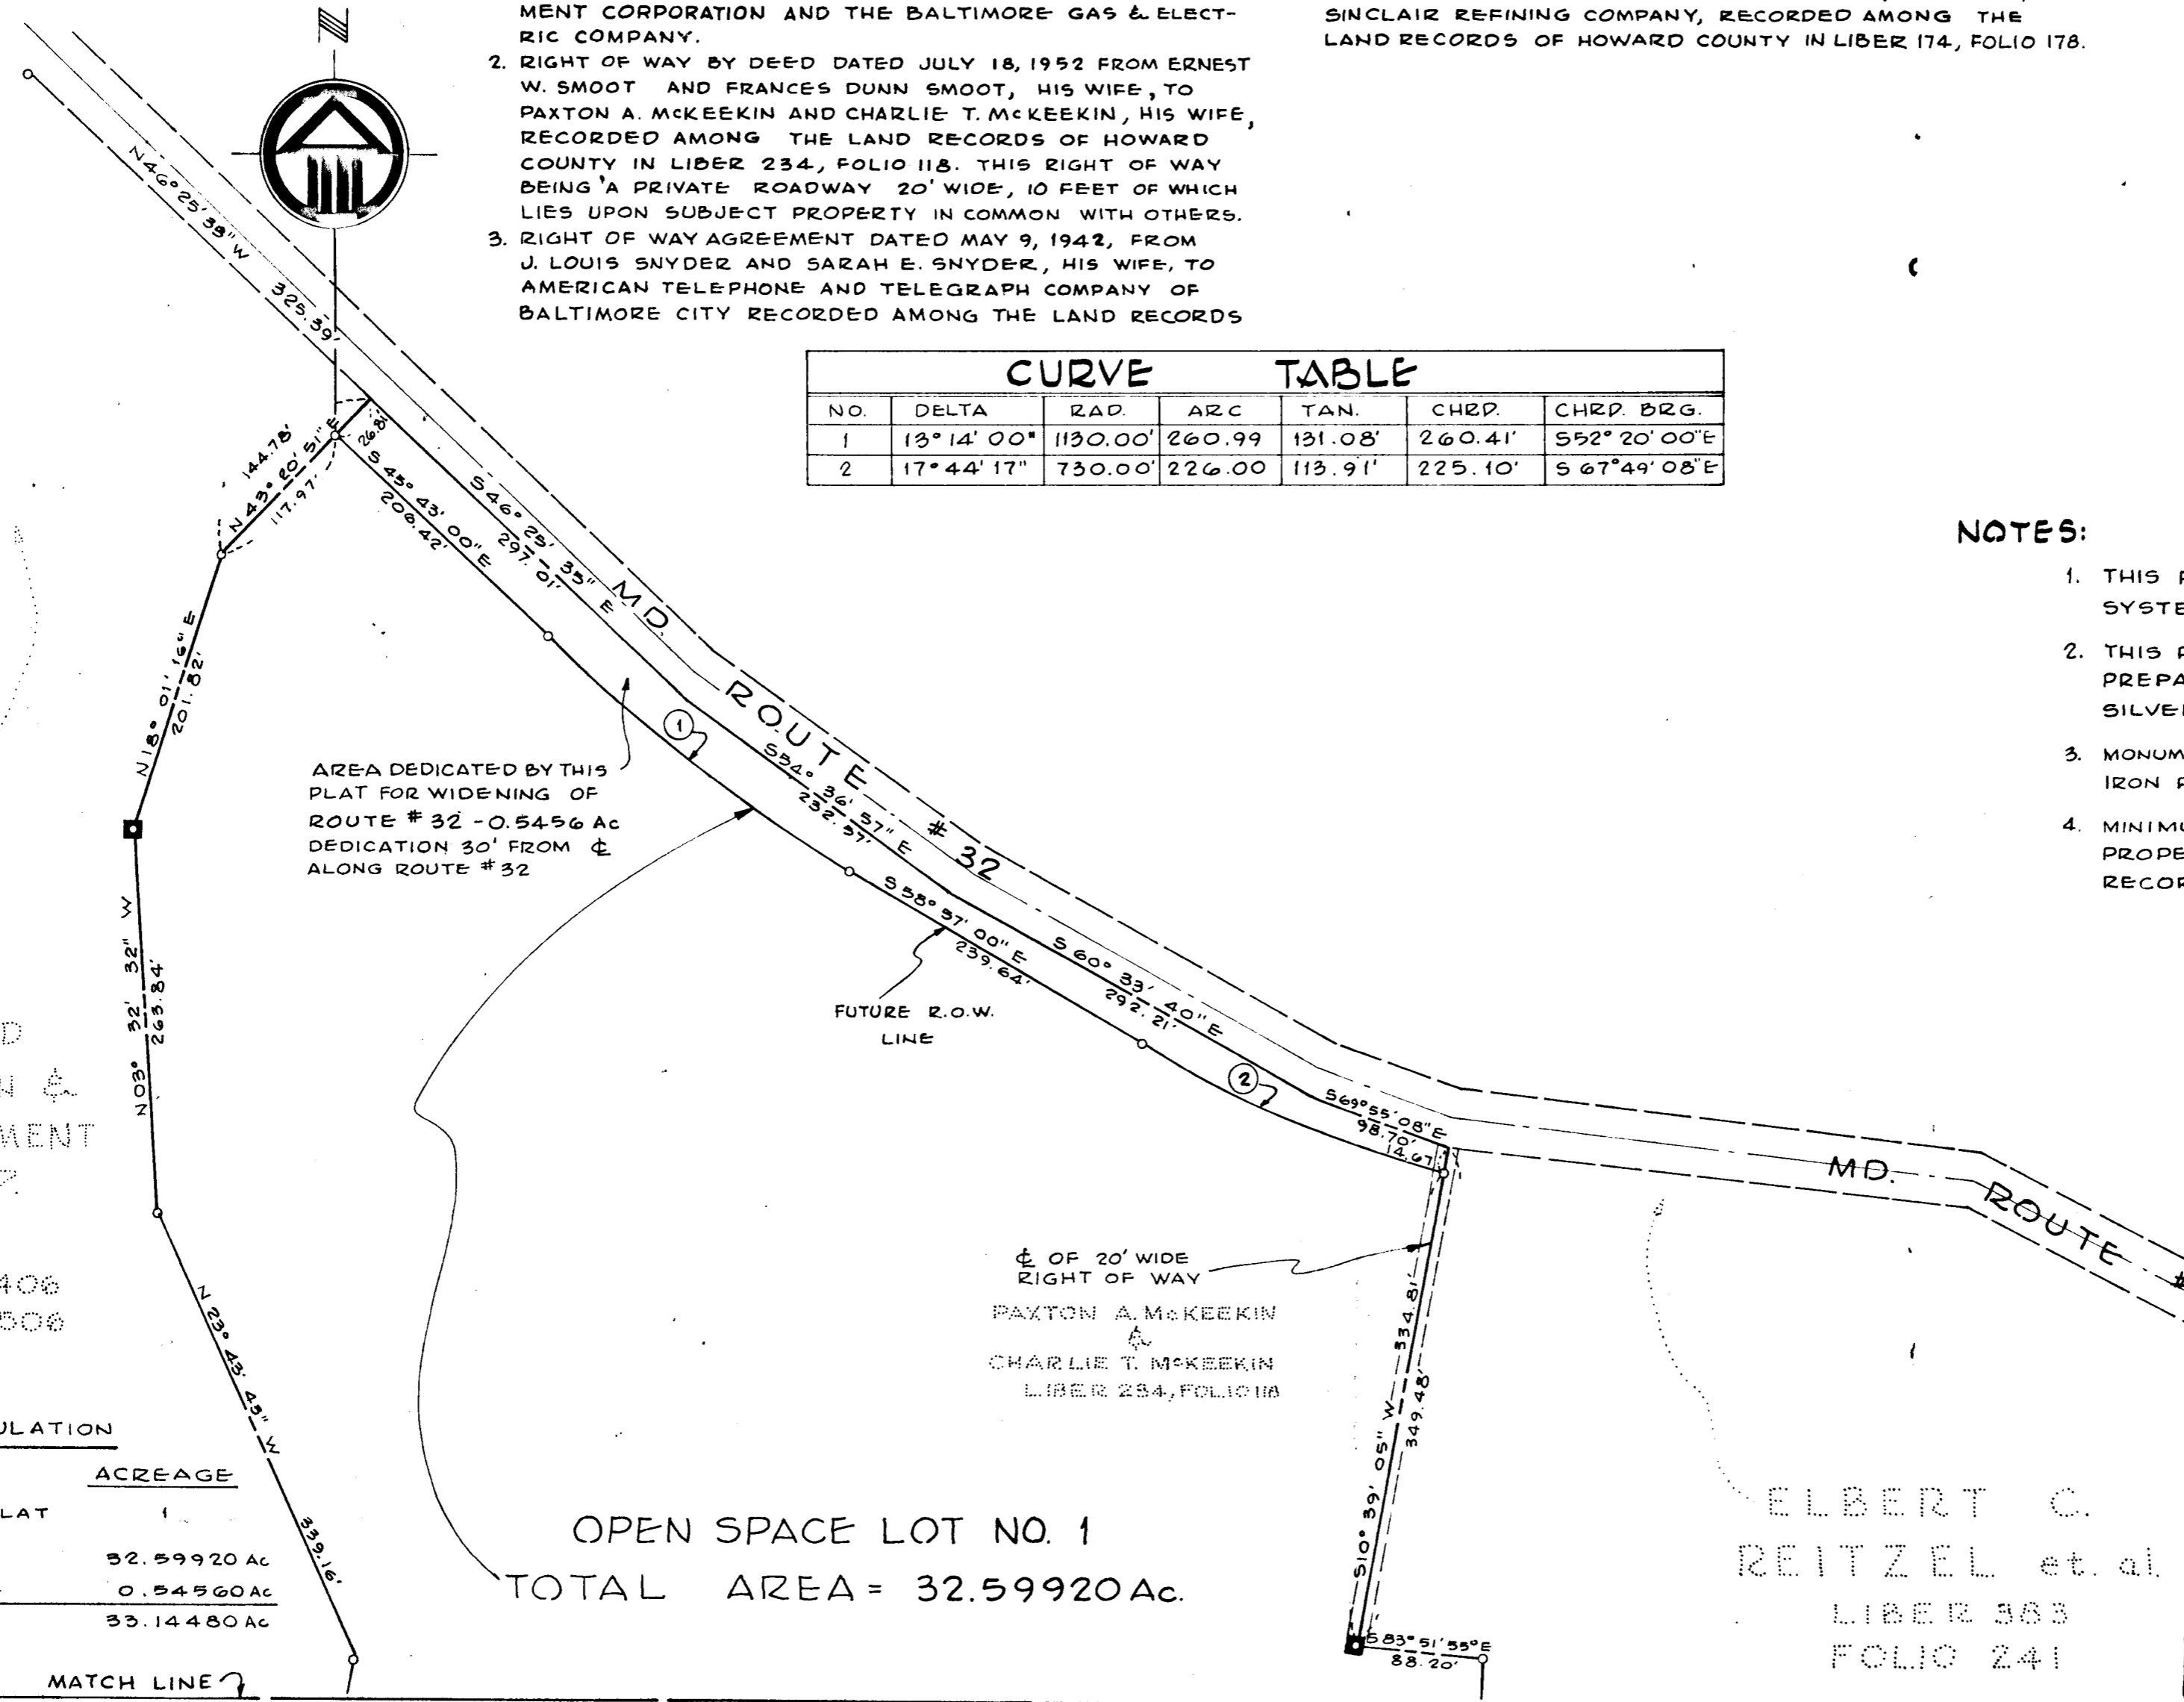 MENT CORPORATION AND THE BALTIMORE GAS & ELECT-
RIC COMPANY.
2. RIGHT OF WAY BY DEED DATED JULY 18, 1952 FROM ERNEST
W. SMOOT AND FRANCES DUNN SMOOT, HIS WIFE, TO
PAXTON A. McKEEKIN AND CHARLIE T. McKEEKIN, HIS WIFE,
RECORDED AMONG THE LAND RECORDS OF HOWARD
COUNTY IN LIBER 234, FOLIO 118. THIS RIGHT OF WAY
BEING A PRIVATE ROADWAY 20' WIDE, 10 FEET OF WHICH
LIES UPON SUBJECT PROPERTY IN COMMON WITH OTHERS.
3. RIGHT OF WAY AGREEMENT DATED MAY 9, 1942, FROM
J. LOUIS SNYDER AND SARAH E. SNYDER, HIS WIFE, TO
AMERICAN TELEPHONE AND TELEGRAPH COMPANY OF
BALTIMORE CITY RECORDED AMONG THE LAND RECORDS
SINCLAIR REFINING COMPANY, RECORDED AMONG THE
LAND RECORDS OF HOWARD COUNTY IN LIBER 174, FOLIO 178.
N
CURVE TABLE
NO. DELTA RAD. ARC TAN. CHRD. CHRD. BRG.
1 13° 14' 00" 1130.00' 260.99 131.08' 260.41' S52° 20' 00"E
2 17° 44' 17" 730.00' 226.00 113.91' 225.10' S 67°49' 08"E
NOTES:
1. THIS P
SYSTE
2. THIS P
PREPA
SILVE
3. MONUM
IRON P
4. MINIMU
PROPE
RECOR
N46° 25' 39" W
325.39'
144.78'
N 43° 20' 51" E
117.97'
26.81'
S 45° 43' 00" E
206.42'
S46° 25' 35" E
297.01'
MD. ROUTE # 32
N18° 01' 16" E
201.82'
1
S54° 36' 57" E
232.57'
AREA DEDICATED BY THIS
PLAT FOR WIDENING OF
ROUTE # 32 - 0.5456 Ac
DEDICATION 30' FROM ℄
ALONG ROUTE # 32
S 58° 57' 00" E
239.64'
S 60° 33' 40" E
292.21'
FUTURE R.O.W.
LINE
N03° 32' 32" W
263.84'
2
S69°55'08"E
98.70'
14.67
MD. ROUTE #
D
N &
MENT
7.
406
506
℄ OF 20' WIDE
RIGHT OF WAY
PAXTON A. McKEEKIN
&
CHARLIE T. McKEEKIN
LIBER 234, FOLIO 118
334.81'
S10° 39' 05" W
349.48'
N 23° 43' 45" W
339.16'
ULATION
ACREAGE
LAT 1
32.59920 Ac
0.54560 Ac
33.14480 Ac
OPEN SPACE LOT NO. 1
TOTAL AREA = 32.59920 Ac.
ELBERT C.
REITZEL et. al.
LIBER 383
FOLIO 241
S 83° 51' 55" E
88.20'
MATCH LINE